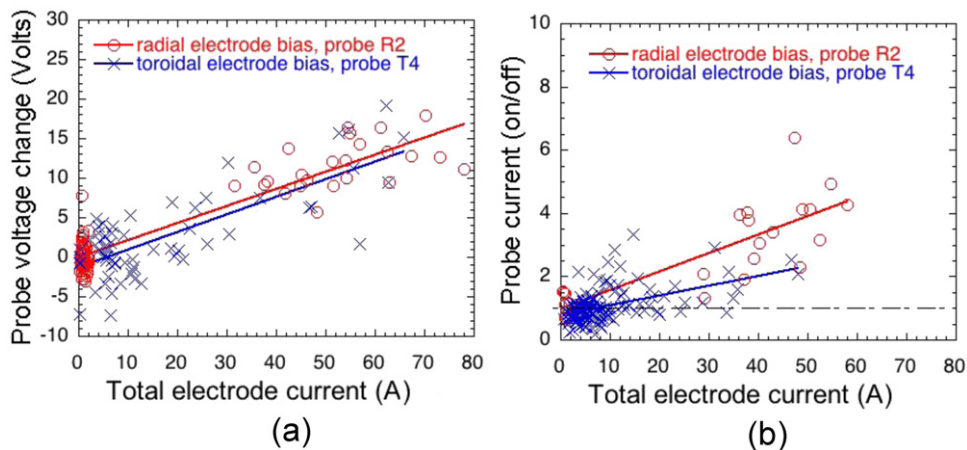 Probe voltage change (Volts)
30
25
20
15
10
5
0
-5
-10
radial electrode bias, probe R2
toroidal electrode bias, probe T4
0 10 20 30 40 50 60 70 80
Total electrode current (A)
(a)
Probe current (on/off)
10
8
6
4
2
0
radial electrode bias, probe R2
toroidal electrode bias, probe T4
0 10 20 30 40 50 60 70 80
Total electrode current (A)
(b)